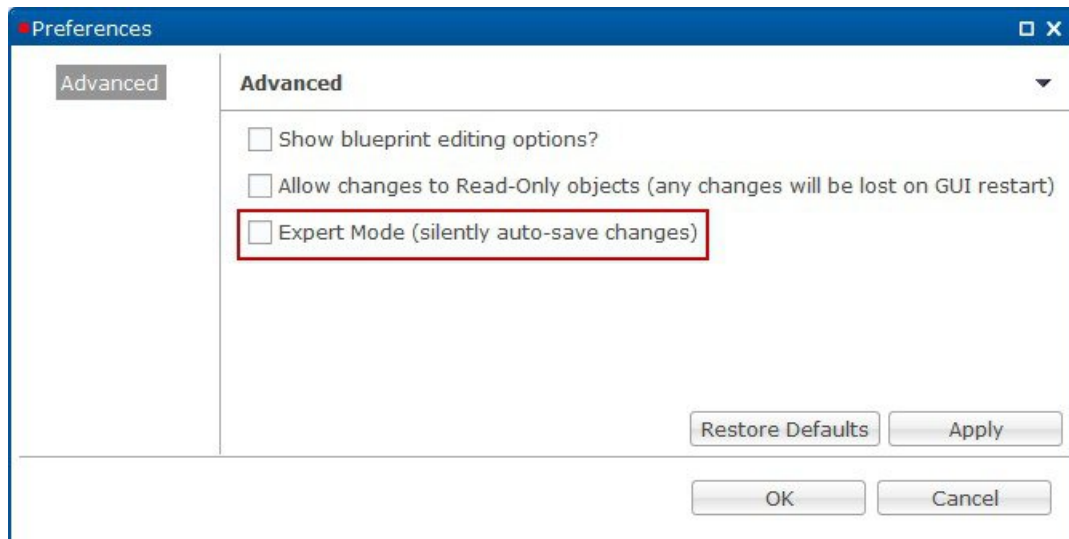 Preferences
Advanced
Advanced
Show blueprint editing options?
Allow changes to Read-Only objects (any changes will be lost on GUI restart)
Expert Mode (silently auto-save changes)
Restore Defaults
Apply
OK
Cancel